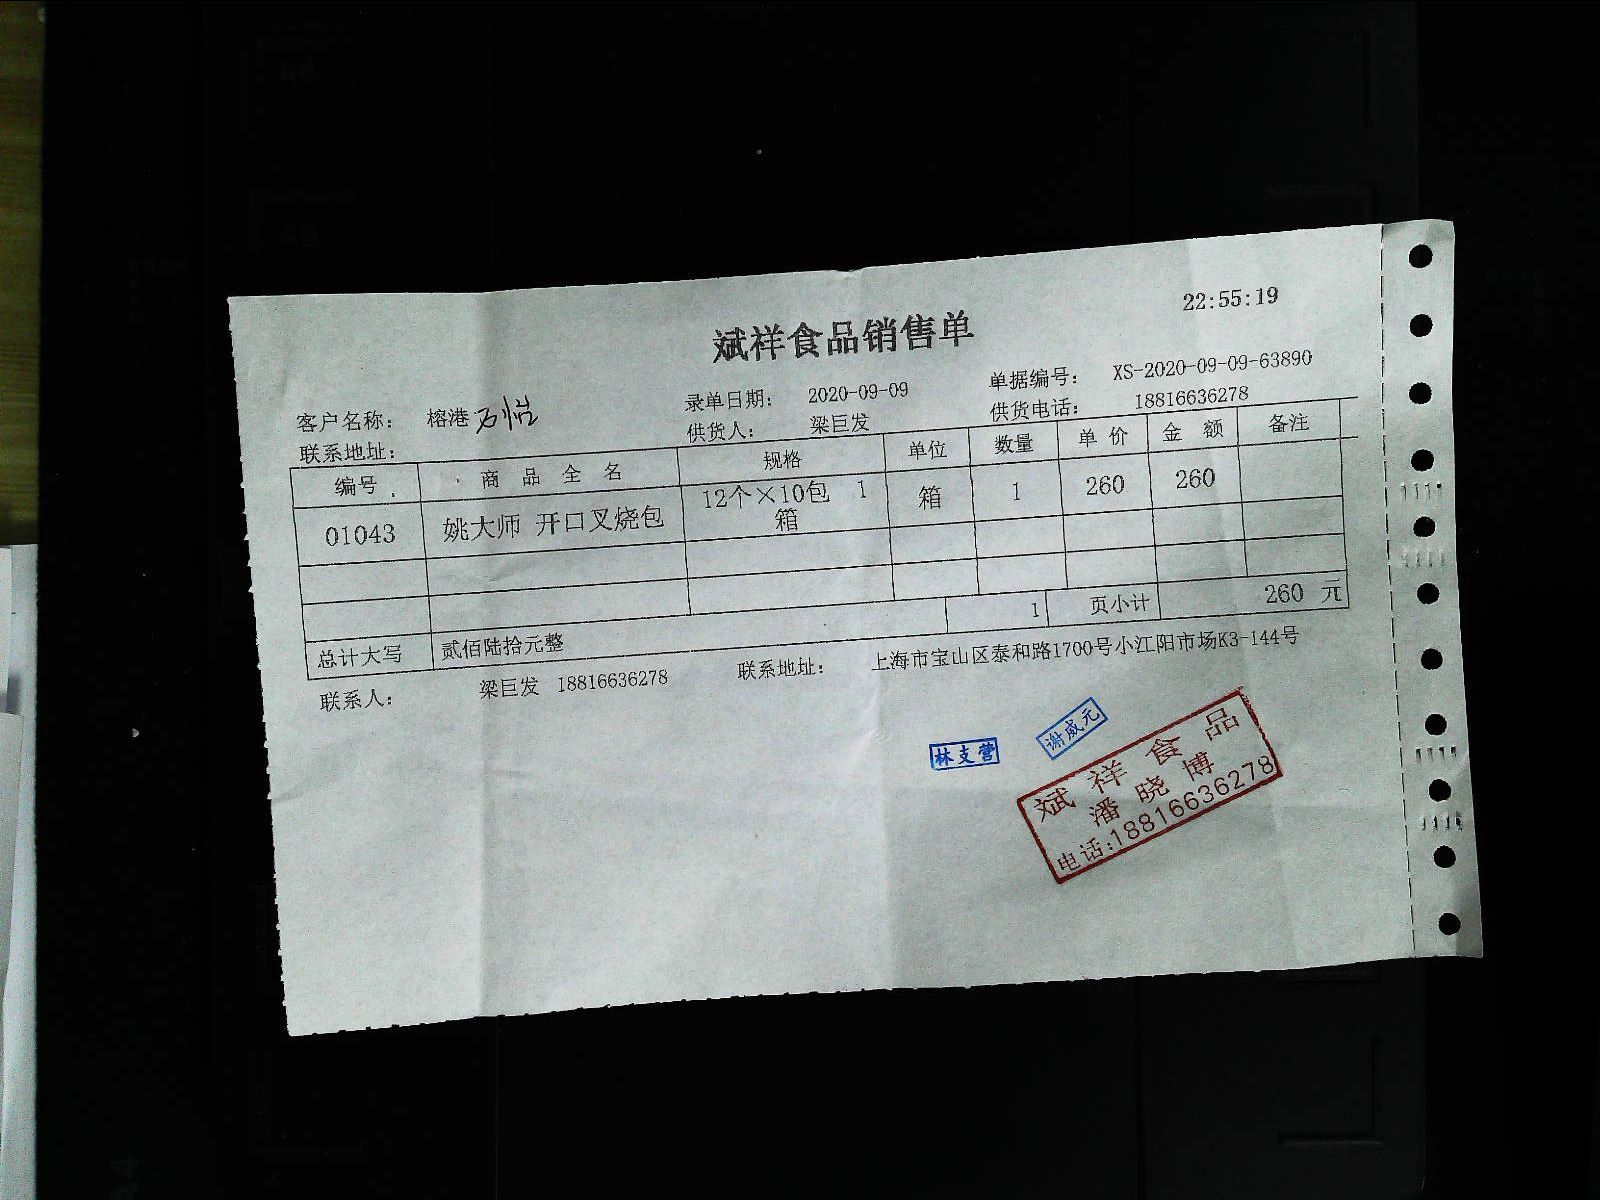 22:55:19
斌祥食品销售单
客户名称： 榕港 万怡 录单日期： 2020-09-09 单据编号： XS-2020-09-09-63890
联系地址： 供货人： 梁巨发 供货电话： 18816636278
编号 商品全名 规格 单位 数量 单价 金额 备注
01043 姚大师 开口叉烧包 12个×10包 1箱 箱 1 260 260
1 页小计 260 元
总计大写 贰佰陆拾元整
联系人： 梁巨发 18816636278 联系地址： 上海市宝山区泰和路1700号小江阳市场K3-144号
林支营
谢威元
斌祥食品
潘晓博
电话:18816636278